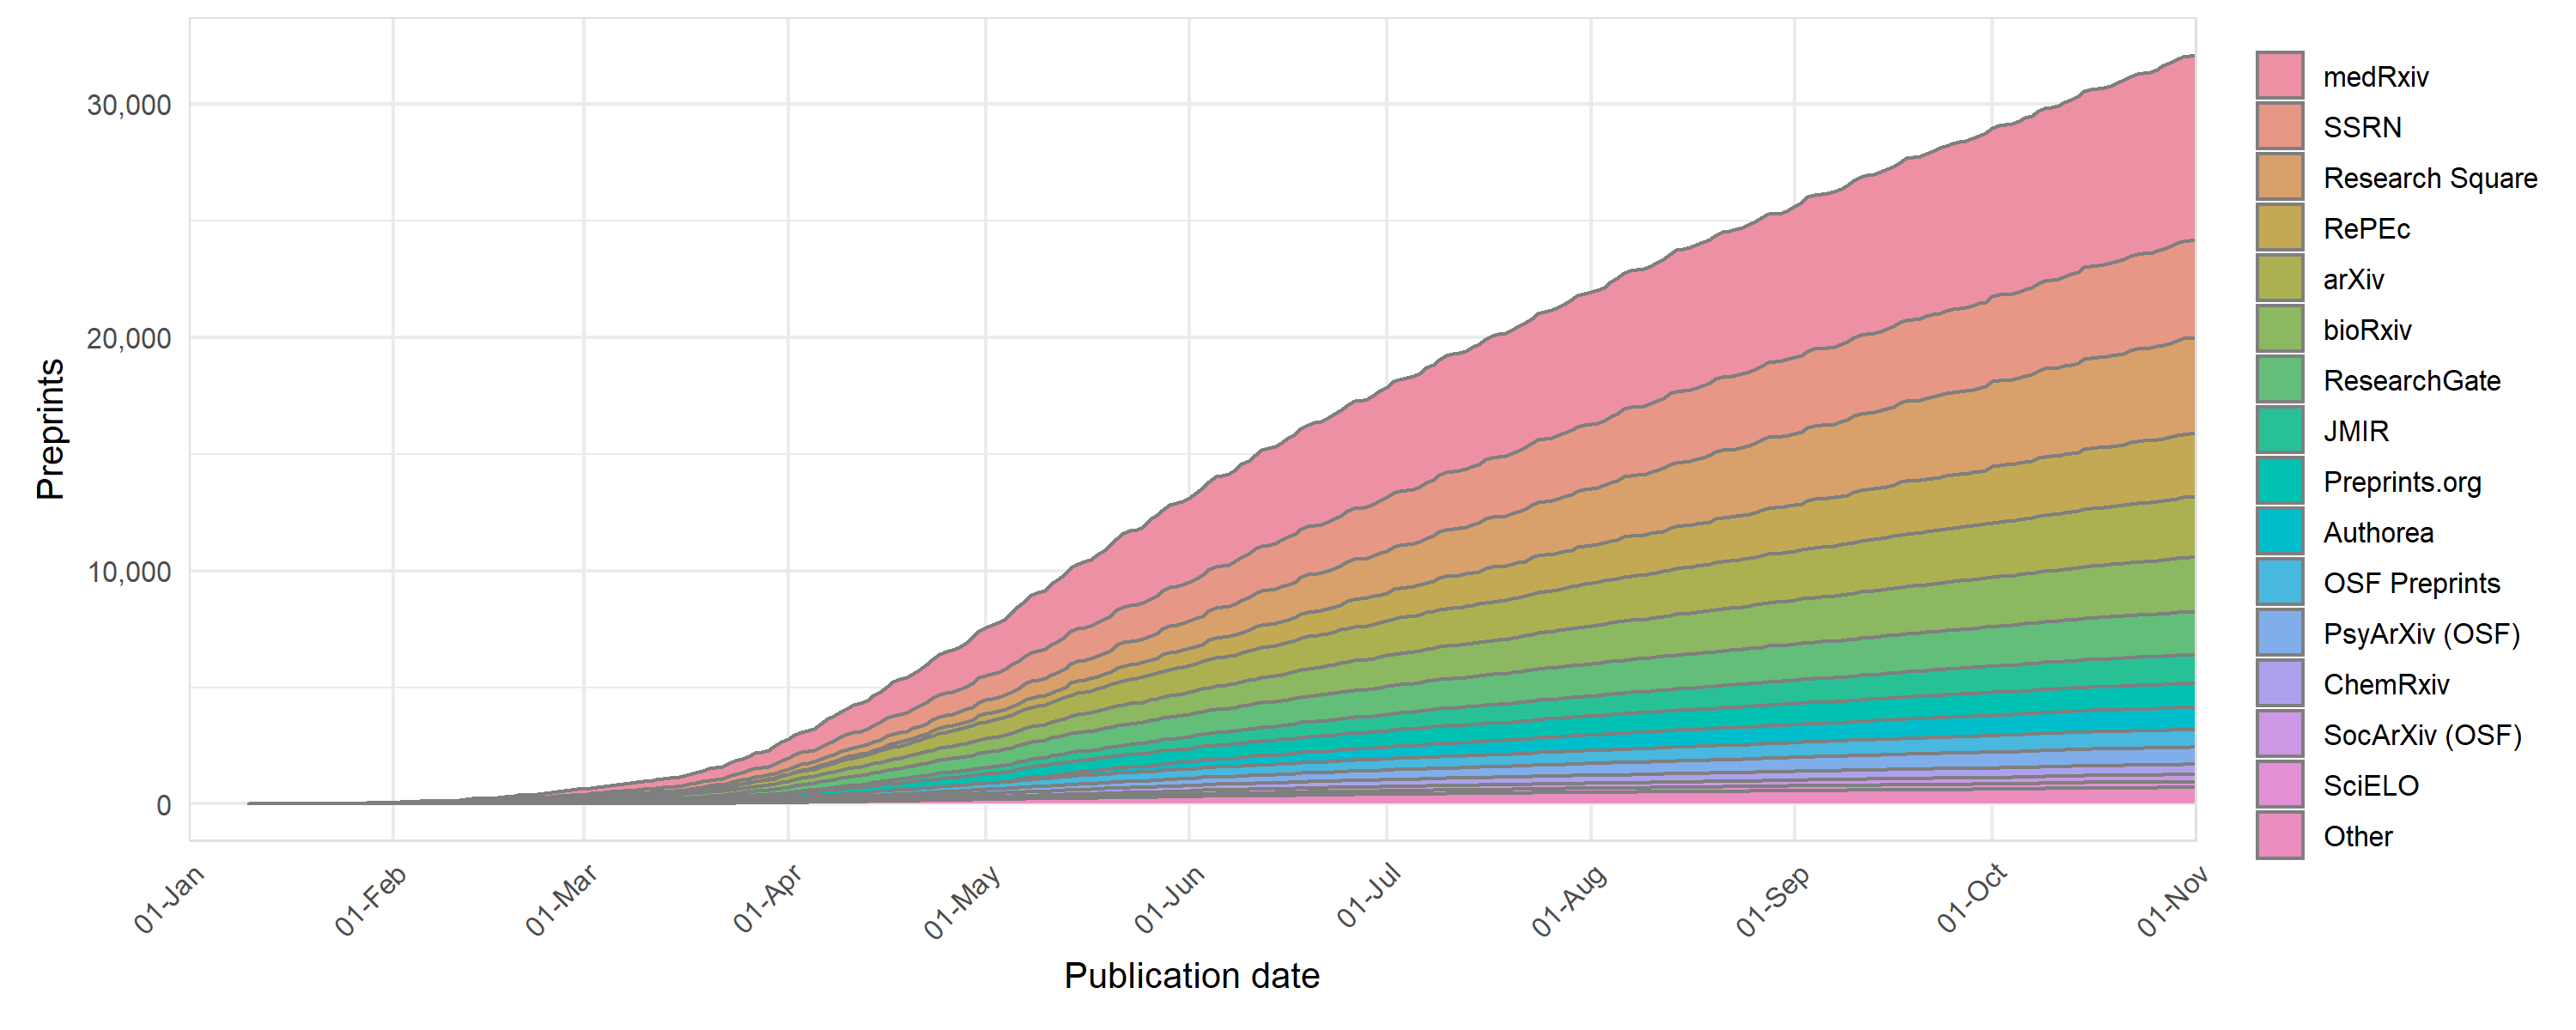 Preprints
30,000
20,000
10,000
0
01-Jan
01-Feb
01-Mar
01-Apr
01-May
01-Jun
01-Jul
01-Aug
01-Sep
01-Oct
01-Nov
Publication date
medRxiv
SSRN
Research Square
RePEc
arXiv
bioRxiv
ResearchGate
JMIR
Preprints.org
Authorea
OSF Preprints
PsyArXiv (OSF)
ChemRxiv
SocArXiv (OSF)
SciELO
Other